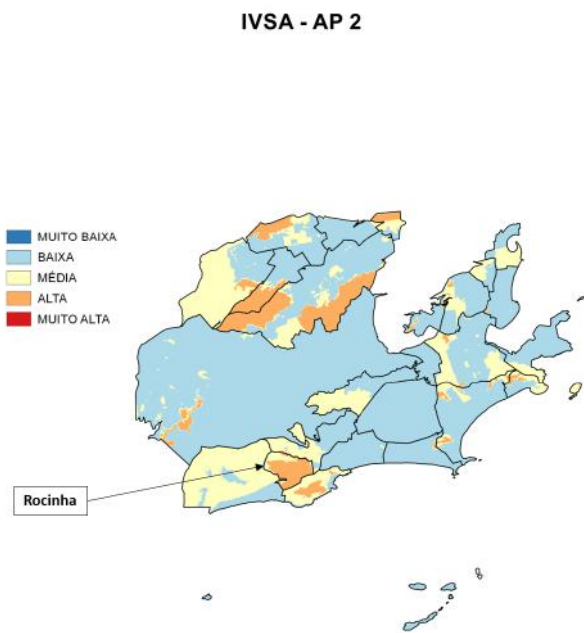 IVSA - AP 2
MUITO BAIXA
BAIXA
MÉDIA
ALTA
MUITO ALTA
Rocinha